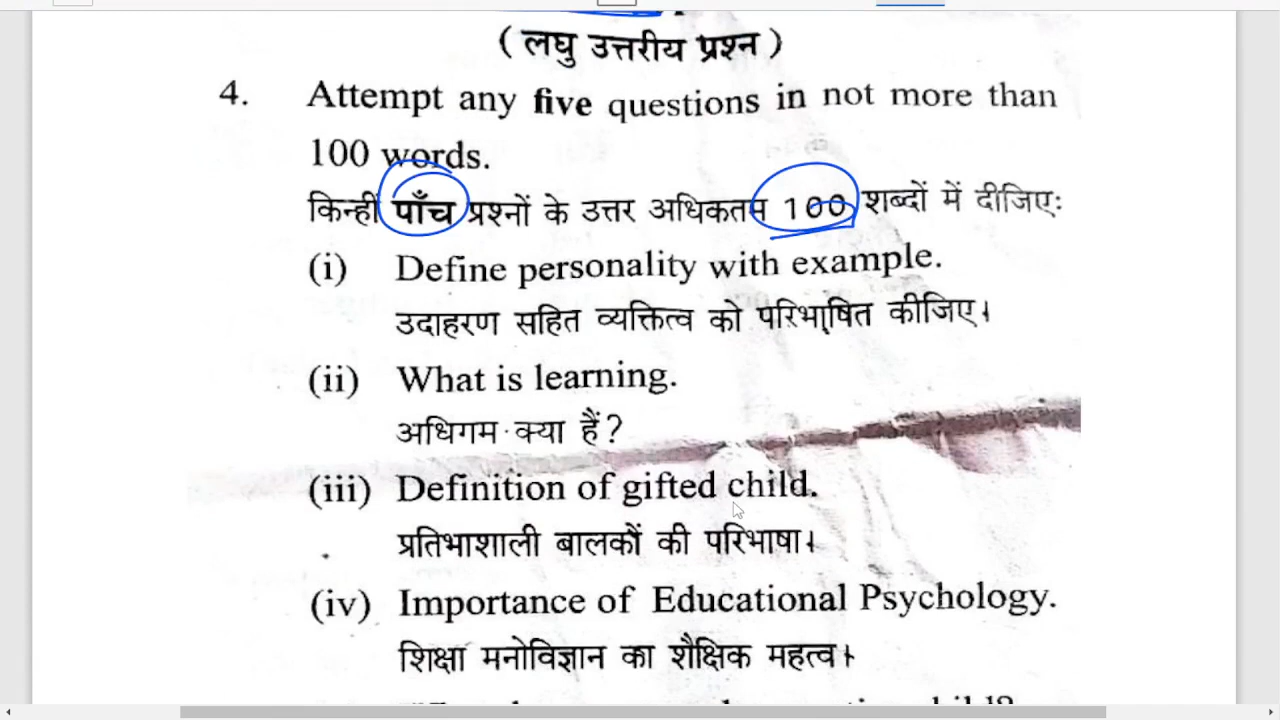 ( लघु उत्तरीय प्रश्न )
4. Attempt any five questions in not more than
100 words.
किन्हीं पाँच प्रश्नों के उत्तर अधिकतम 100 शब्दों में दीजिए:
(i) Define personality with example.
उदाहरण सहित व्यक्तित्व को परिभाषित कीजिए।
(ii) What is learning.
अधिगम क्या हैं?
(iii) Definition of gifted child.
प्रतिभाशाली बालकों की परिभाषा।
(iv) Importance of Educational Psychology.
शिक्षा मनोविज्ञान का शैक्षिक महत्व।